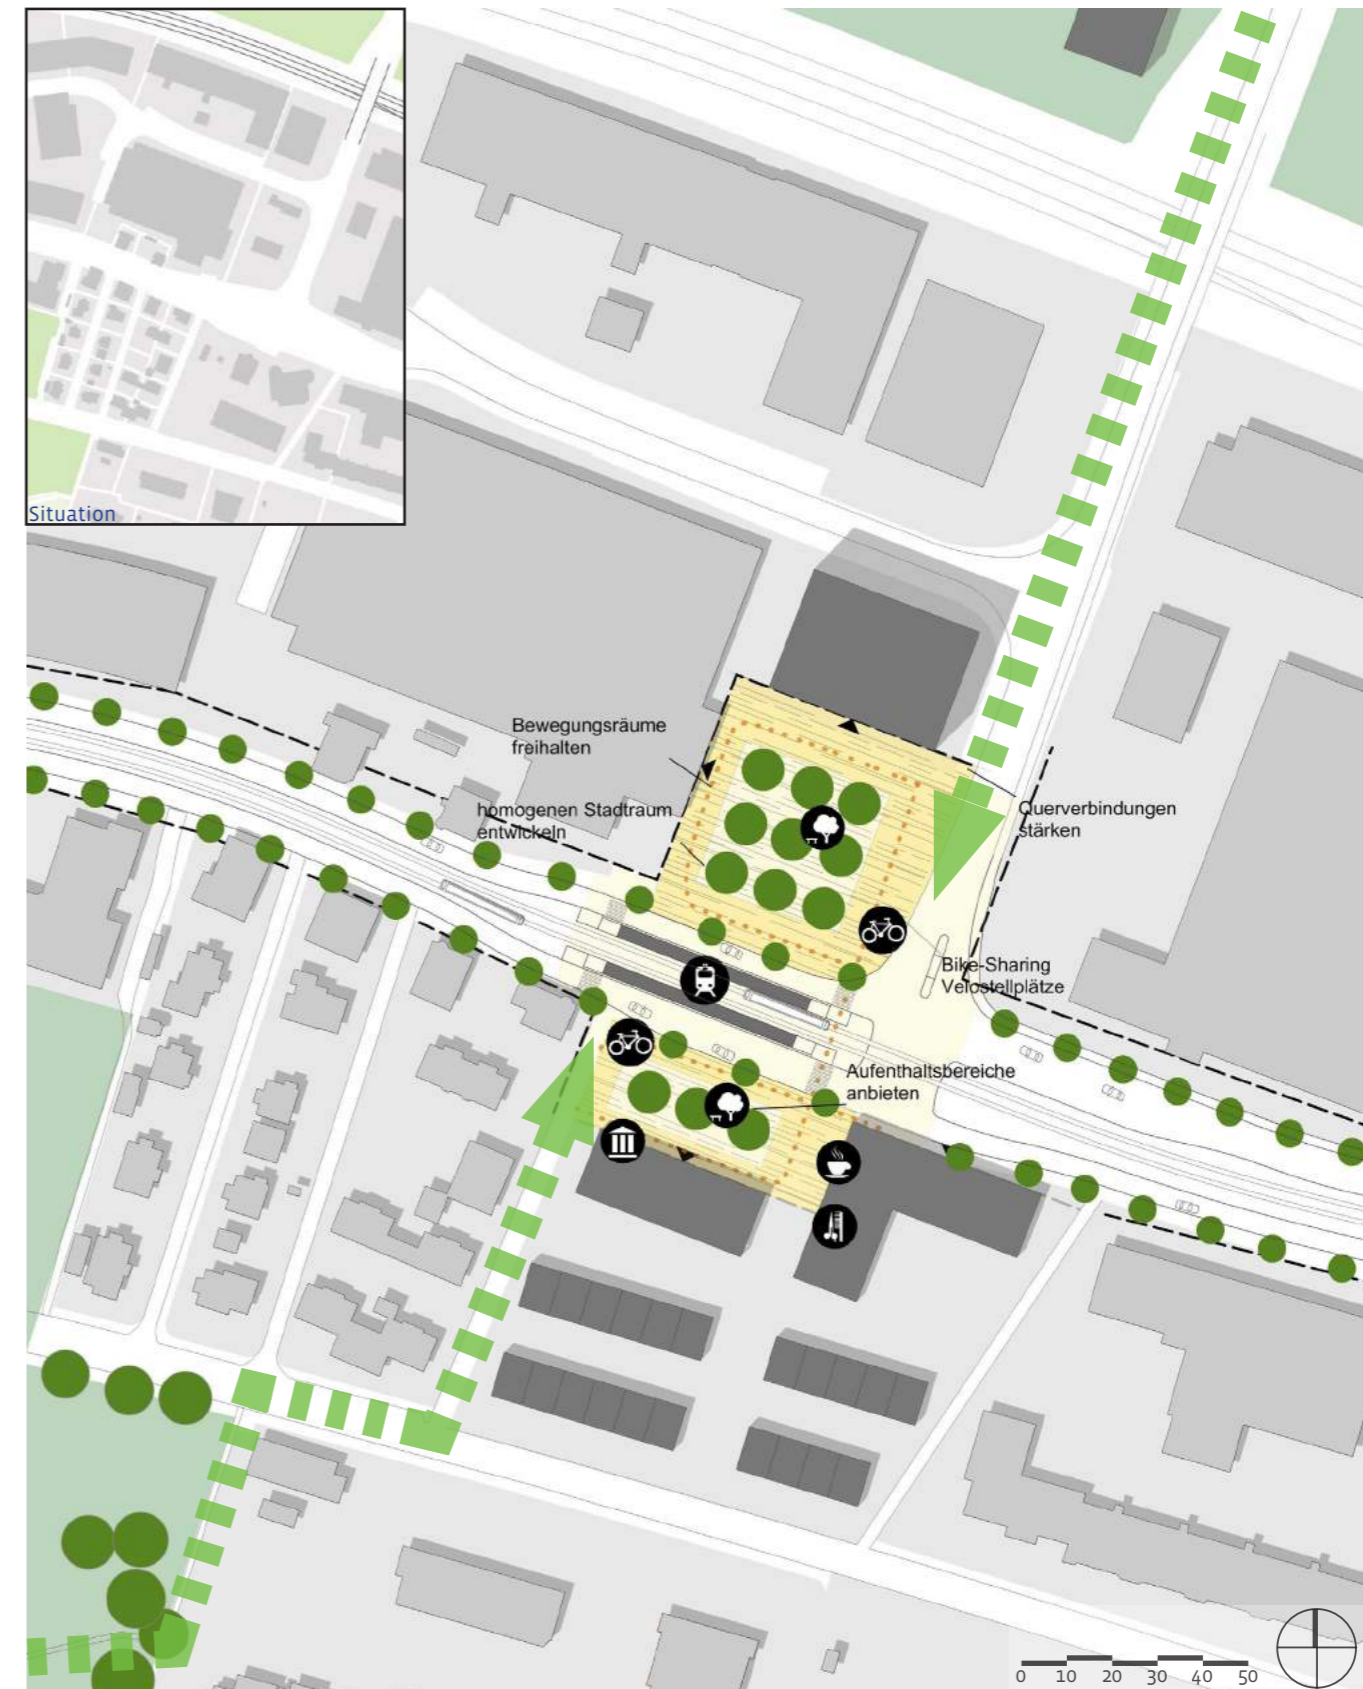 Situation
Bewegungsräume
freihalten
homogenen Stadtraum
entwickeln
Querverbindungen
stärken
Bike-Sharing
Velostellplätze
Aufenthaltsbereiche
anbieten
0 10 20 30 40 50